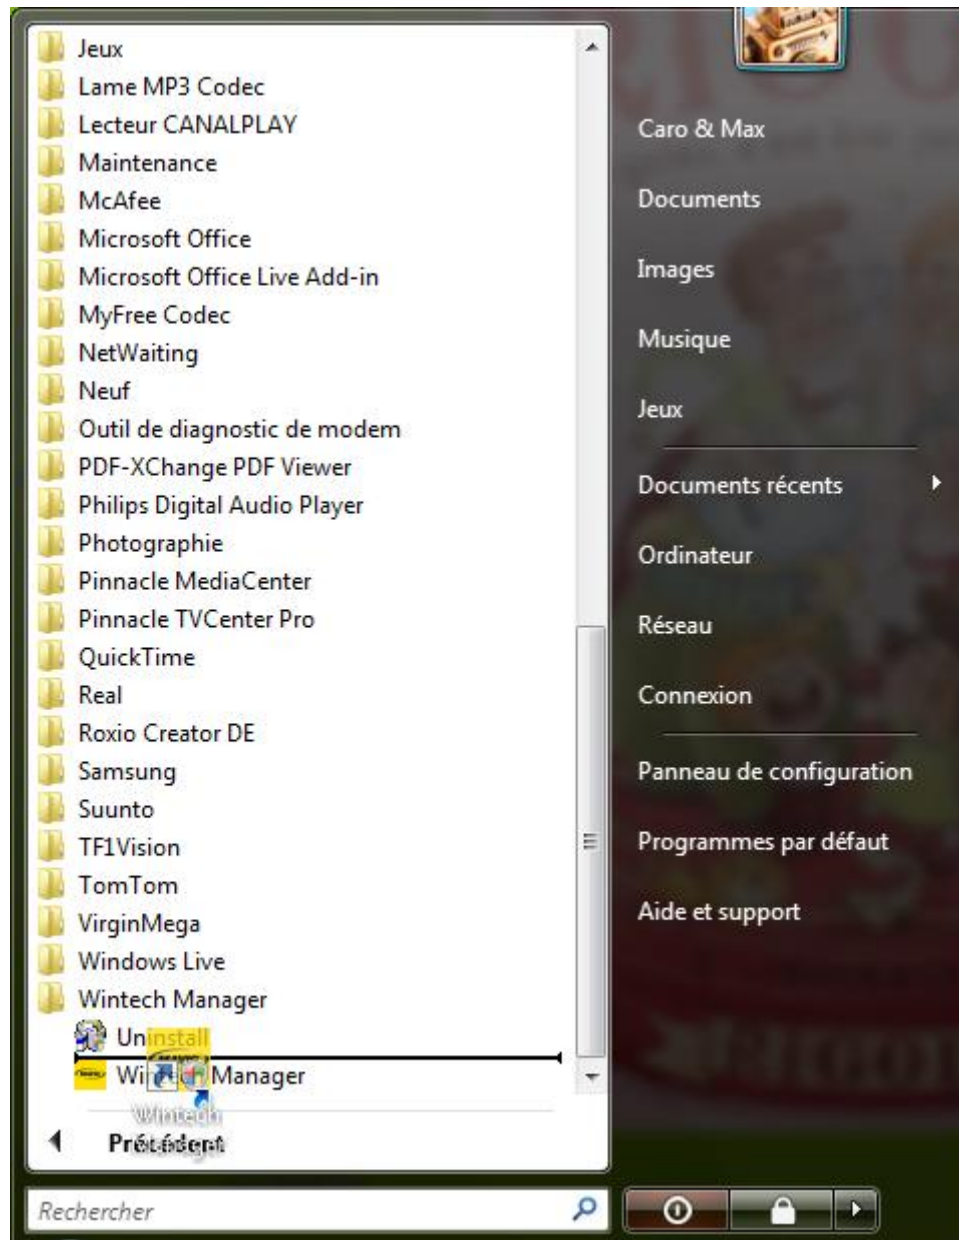 Jeux
Lame MP3 Codec
Lecteur CANALPLAY
Maintenance
McAfee
Microsoft Office
Microsoft Office Live Add-in
MyFree Codec
NetWaiting
Neuf
Outil de diagnostic de modem
PDF-XChange PDF Viewer
Philips Digital Audio Player
Photographie
Pinnacle MediaCenter
Pinnacle TVCenter Pro
QuickTime
Real
Roxio Creator DE
Samsung
Suunto
TF1Vision
TomTom
VirginMega
Windows Live
Wintech Manager
Uninstall
Wintech Manager
Wintech
Précédent
Rechercher
Caro & Max
Documents
Images
Musique
Jeux
Documents récents
Ordinateur
Réseau
Connexion
Panneau de configuration
Programmes par défaut
Aide et support